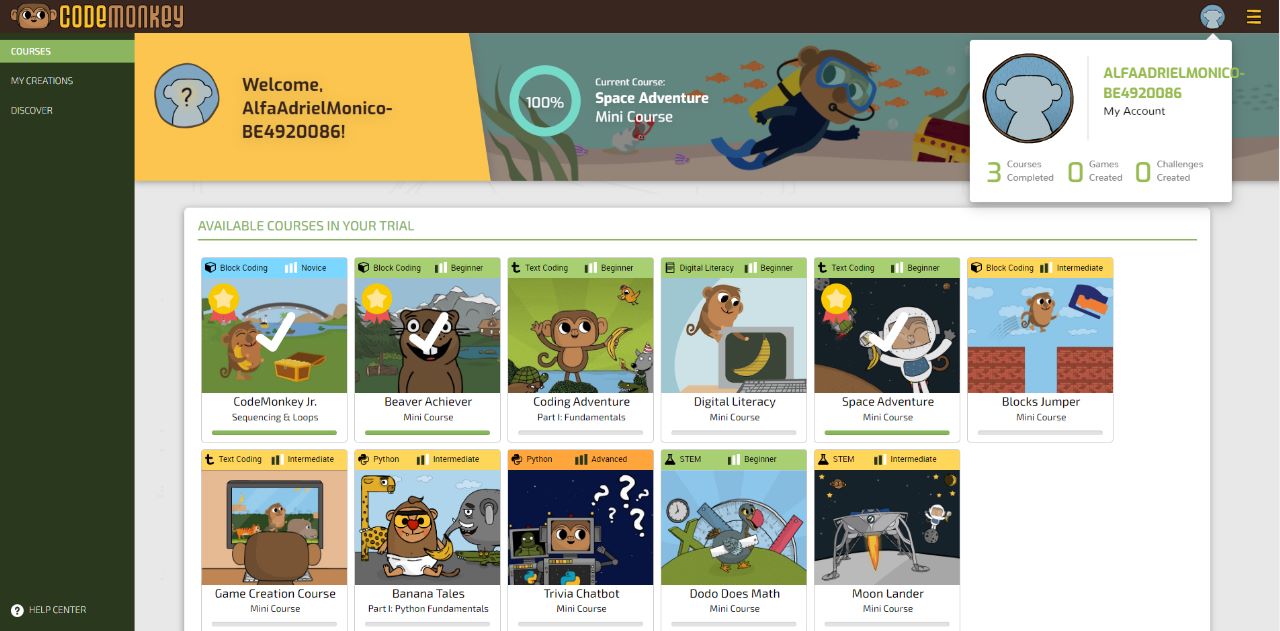 CODEMONKEY
COURSES
MY CREATIONS
DISCOVER
HELP CENTER
?
Welcome,
AlfaAdrielMonico-
BE4920086!
100%
Current Course:
Space Adventure
Mini Course
ALFAADRIELMONICO-
BE4920086
My Account
3 Courses
Completed
0 Games
Created
0 Challenges
Created
AVAILABLE COURSES IN YOUR TRIAL
Block Coding Novice
CodeMonkey Jr.
Sequencing & Loops
Block Coding Beginner
Beaver Achiever
Mini Course
Text Coding Beginner
Coding Adventure
Part I: Fundamentals
Digital Literacy Beginner
Digital Literacy
Mini Course
Text Coding Beginner
Space Adventure
Mini Course
Block Coding Intermediate
Blocks Jumper
Mini Course
Text Coding Intermediate
Game Creation Course
Mini Course
Python Intermediate
Banana Tales
Part I: Python Fundamentals
Python Advanced
? ? ?
Trivia Chatbot
Mini Course
STEM Beginner
Dodo Does Math
Mini Course
STEM Intermediate
Moon Lander
Mini Course